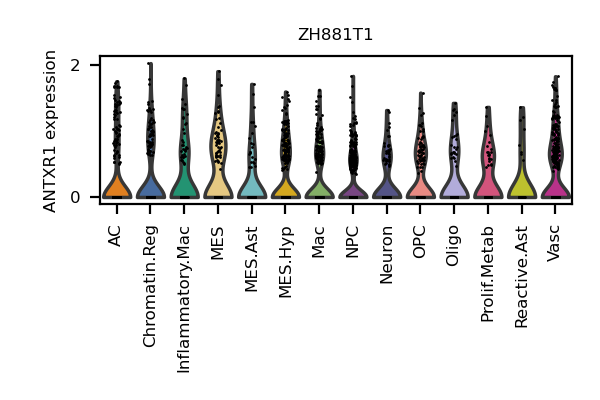 ZH881T1
ANTXR1 expression
2
0
AC
Chromatin.Reg
Inflammatory.Mac
MES
MES.Ast
MES.Hyp
Mac
NPC
Neuron
OPC
Oligo
Prolif.Metab
Reactive.Ast
Vasc